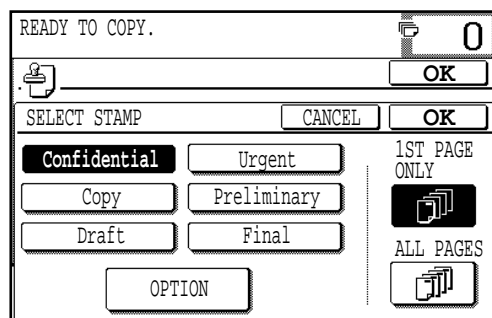 READY TO COPY.
0
OK
SELECT STAMP
CANCEL
OK
Confidential
Urgent
1ST PAGE
ONLY
Copy
Preliminary
Draft
Final
ALL PAGES
OPTION